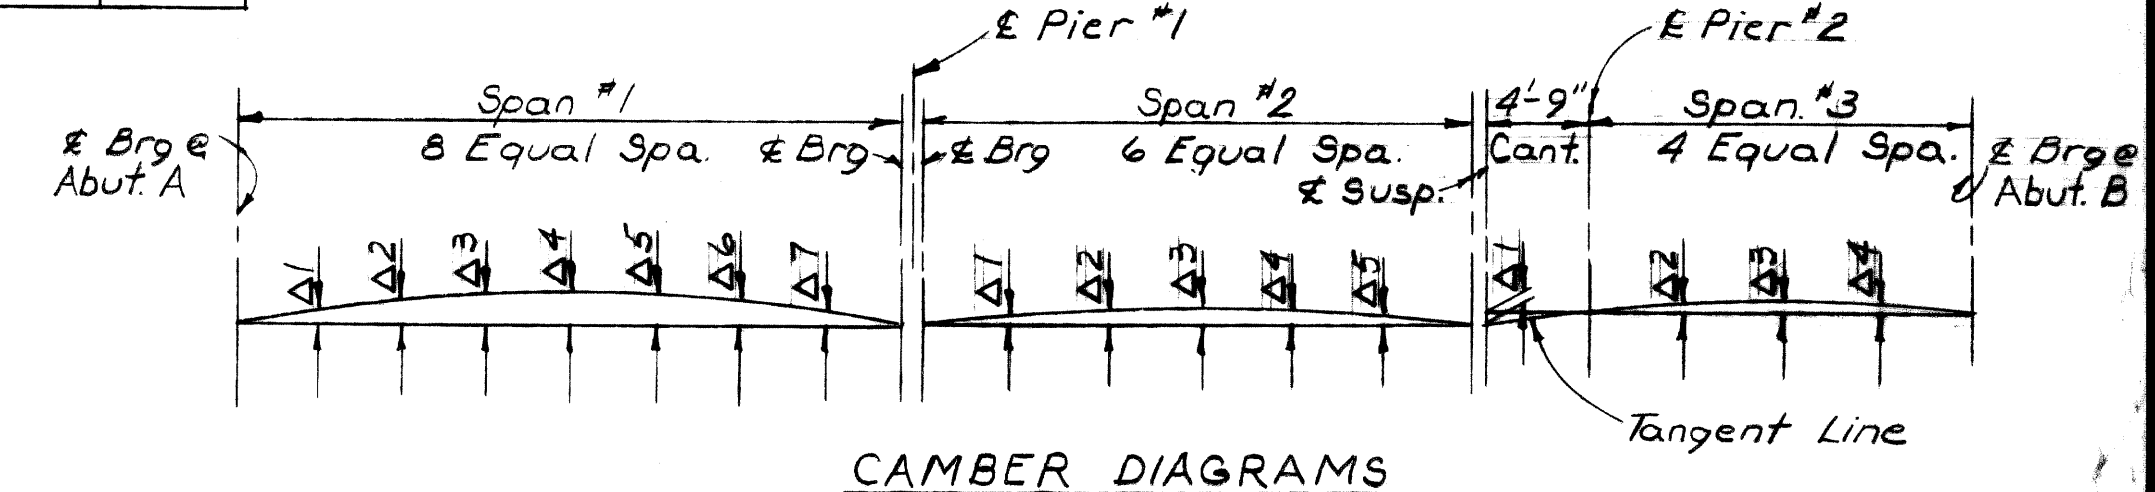 ℄ Pier #1
℄ Pier #2
Span #1
Span #2
4'-9"
Span. #3
℄ Brg @
Abut. A
8 Equal Spa.
℄ Brg
℄ Brg
6 Equal Spa.
Cant.
4 Equal Spa.
℄ Brg @
Abut. B
℄ Susp.
Δ1
Δ2
Δ3
Δ4
Δ5
Δ6
Δ7
Δ1
Δ2
Δ3
Δ4
Δ5
Δ1
Δ2
Δ3
Δ4
Tangent Line
CAMBER DIAGRAMS